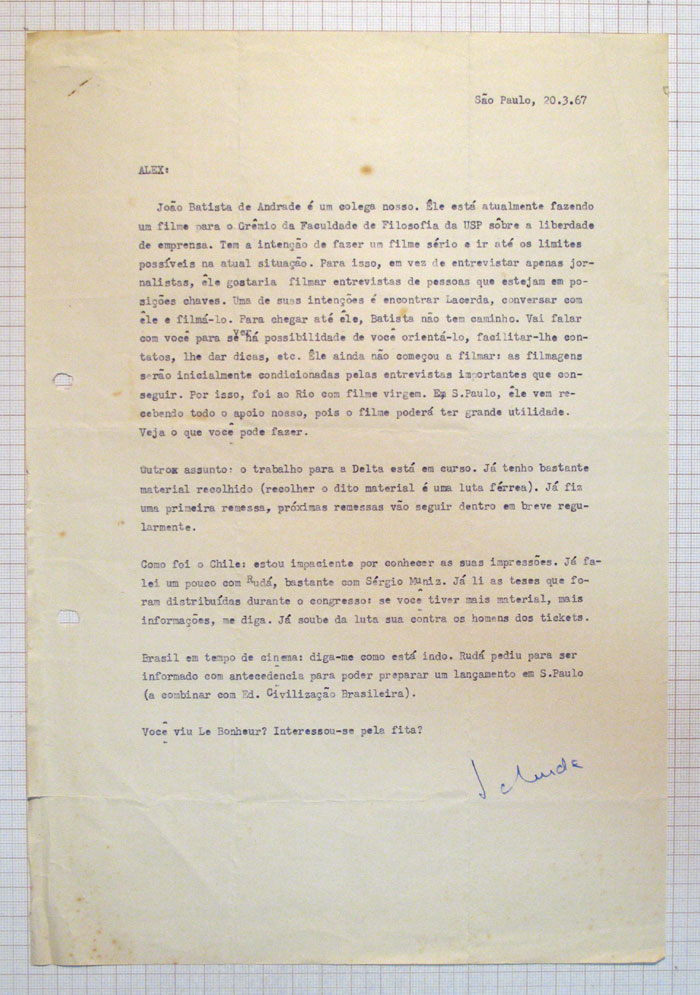 São Paulo, 20.3.67
ALEX:
João Batista de Andrade é um colega nosso. Êle está atualmente fazendo
um filme para o Grêmio da Faculdade de Filosofia da USP sôbre a liberdade
de emprensa. Tem a intenção de fazer um filme sério e ir até os limites
possíveis na atual situação. Para isso, em vez de entrevistar apenas jor-
nalistas, êle gostaria filmar entrevistas de pessoas que estejam em po-
sições chaves. Uma de suas intenções é encontrar Lacerda, conversar com
êle e filmá-lo. Para chegar até êle, Batista não tem caminho. Vai falar
com você para ver se há possibilidade de você orientá-lo, facilitar-lhe con-
tatos, lhe dar dicas, etc. Êle ainda não começou a filmar: as filmagens
serão inicialmente condicionadas pelas entrevistas importantes que con-
seguir. Por isso, foi ao Rio com filme virgem. Em S.Paulo, êle vem re-
cebendo todo o apoio nosso, pois o filme poderá ter grande utilidade.
Veja o que você pode fazer.
Outro assunto: o trabalho para a Delta está em curso. Já tenho bastante
material recolhido (recolher o dito material é uma luta férrea). Já fiz
uma primeira remessa, próximas remessas vão seguir dentro em breve regu-
larmente.
Como foi o Chile: estou impaciente por conhecer as suas impressões. Já fa-
lei um pouco com Rudá, bastante com Sérgio Muniz. Já li as teses que fo-
ram distribuídas durante o congresso: se você tiver mais material, mais
informações, me diga. Já soube da luta sua contra os homens dos tickets.
Brasil em tempo de cinema: diga-me como está indo. Rudá pediu para ser
informado com antecedência para poder preparar um lançamento em S.Paulo
(a combinar com Ed. Civilização Brasileira).
Você viu Le Bonheur? Interessou-se pela fita?